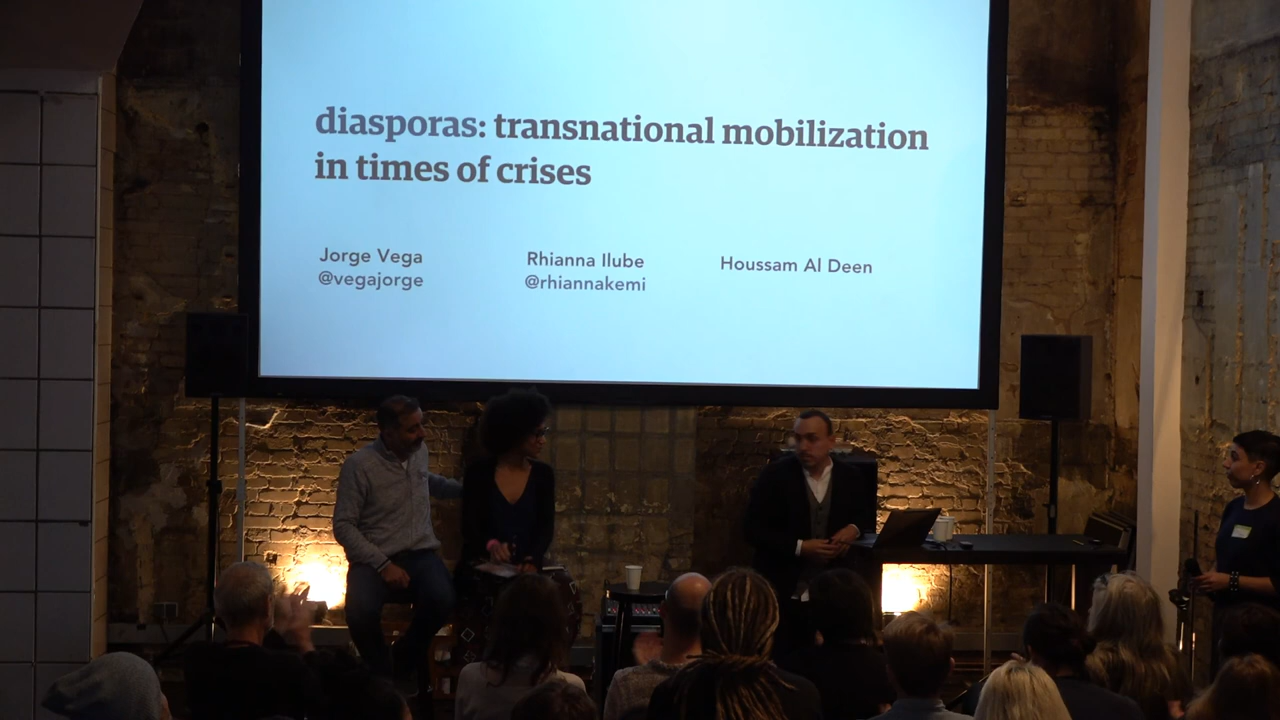 diasporas: transnational mobilization
in times of crises
Jorge Vega
@vegajorge
Rhianna Ilube
@rhiannakemi
Houssam Al Deen